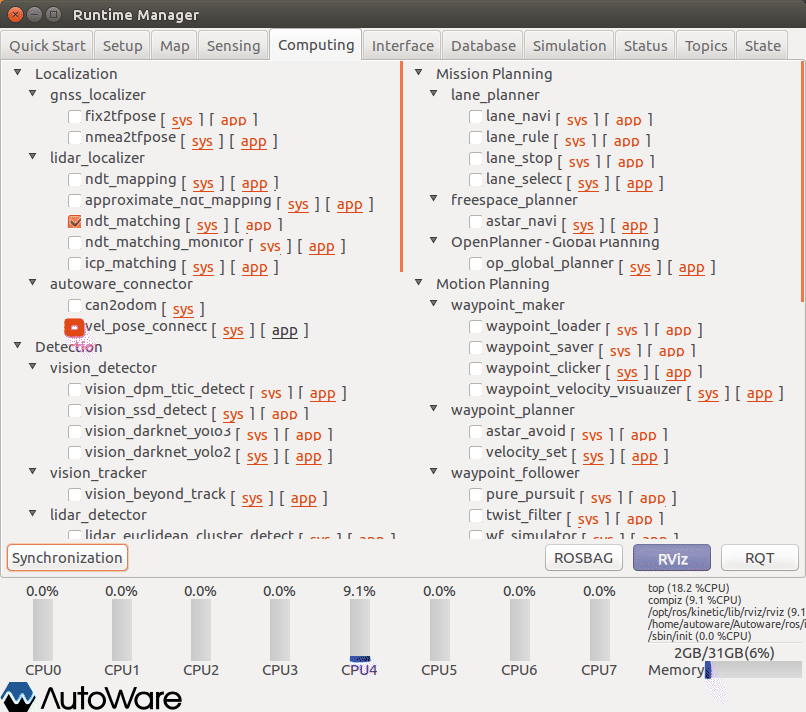 Runtime Manager
Quick Start Setup Map Sensing Computing Interface Database Simulation Status Topics State
Localization
gnss_localizer
fix2tfpose [ sys ] [ app ]
nmea2tfpose [ sys ] [ app ]
lidar_localizer
ndt_mapping [ sys ] [ app ]
approximate_ndt_mapping [ sys ] [ app ]
ndt_matching [ sys ] [ app ]
ndt_matching_monitor [ sys ] [ app ]
icp_matching [ sys ] [ app ]
autoware_connector
can2odom [ sys ]
vel_pose_connect [ sys ] [ app ]
Detection
vision_detector
vision_dpm_ttic_detect [ sys ] [ app ]
vision_ssd_detect [ sys ] [ app ]
vision_darknet_yolo3 [ sys ] [ app ]
vision_darknet_yolo2 [ sys ] [ app ]
vision_tracker
vision_beyond_track [ sys ] [ app ]
lidar_detector
lidar_euclidean_cluster_detect [ sys ] [ app ]
Mission Planning
lane_planner
lane_navi [ sys ] [ app ]
lane_rule [ sys ] [ app ]
lane_stop [ sys ] [ app ]
lane_select [ sys ] [ app ]
freespace_planner
astar_navi [ sys ] [ app ]
OpenPlanner - Global Planning
op_global_planner [ sys ] [ app ]
Motion Planning
waypoint_maker
waypoint_loader [ sys ] [ app ]
waypoint_saver [ sys ] [ app ]
waypoint_clicker [ sys ] [ app ]
waypoint_velocity_visualizer [ sys ] [ app ]
waypoint_planner
astar_avoid [ sys ] [ app ]
velocity_set [ sys ] [ app ]
waypoint_follower
pure_pursuit [ sys ] [ app ]
twist_filter [ sys ] [ app ]
wf_simulator [ sys ] [ app ]
Synchronization ROSBAG RViz RQT
0.0% 0.0% 0.0% 0.0% 9.1% 0.0% 0.0% 0.0%
CPU0 CPU1 CPU2 CPU3 CPU4 CPU5 CPU6 CPU7
top (18.2 %CPU)
compiz (9.1 %CPU)
/opt/ros/kinetic/lib/rviz/rviz (9.1
/home/autoware/Autoware/ros/i
/sbin/init (0.0 %CPU)
2GB/31GB(6%)
Memory
AutoWare